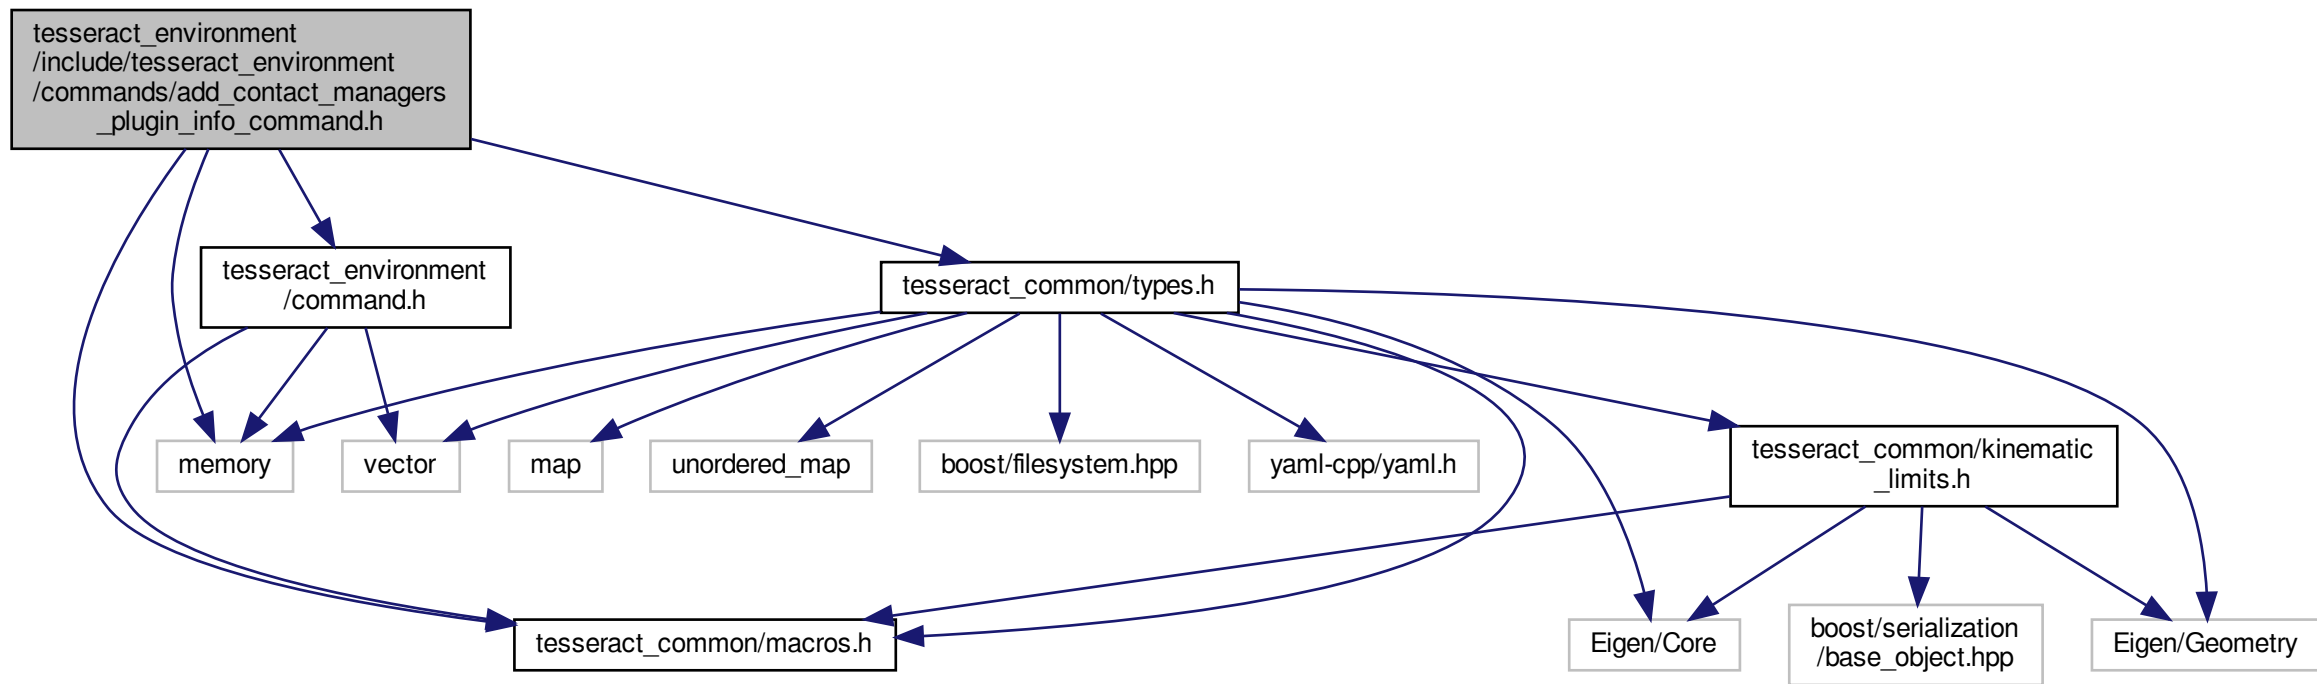 tesseract_environment
/include/tesseract_environment
/commands/add_contact_managers
_plugin_info_command.h
tesseract_environment
/command.h
tesseract_common/types.h
memory
vector
map
unordered_map
boost/filesystem.hpp
yaml-cpp/yaml.h
tesseract_common/kinematic
_limits.h
tesseract_common/macros.h
Eigen/Core
boost/serialization
/base_object.hpp
Eigen/Geometry